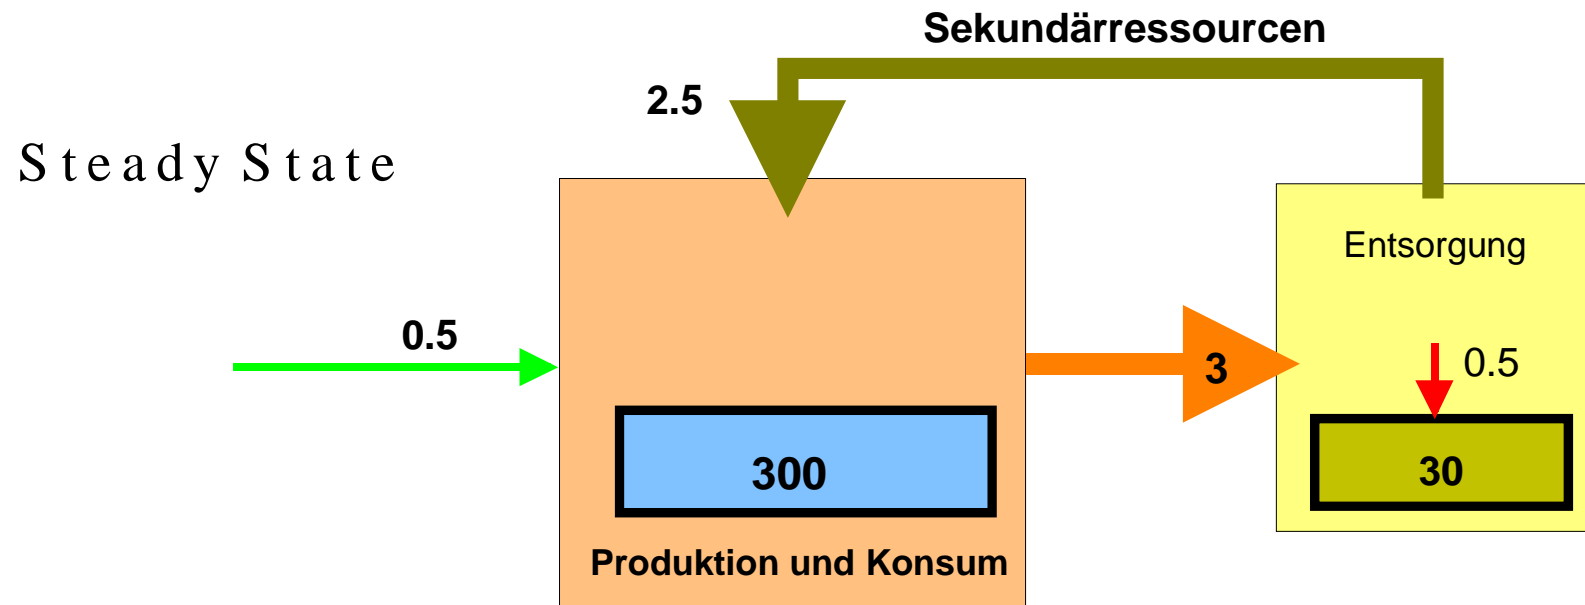 Sekundärressourcen
2.5
Steady State
Entsorgung
0.5
3
0.5
300
30
Produktion und Konsum